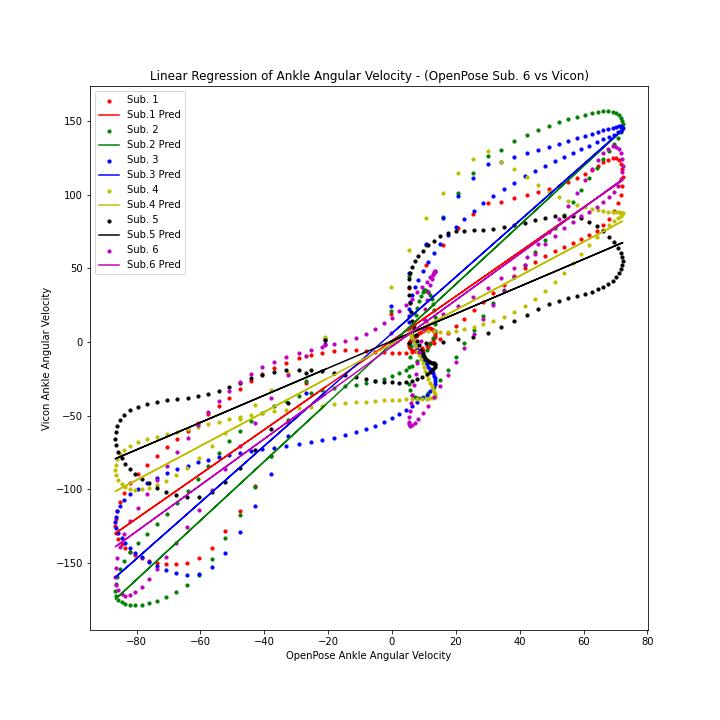 Linear Regression of Ankle Angular Velocity - (OpenPose Sub. 6 vs Vicon)
Sub. 1
Sub.1 Pred
Sub. 2
Sub.2 Pred
Sub. 3
Sub.3 Pred
Sub. 4
Sub.4 Pred
Sub. 5
Sub.5 Pred
Sub. 6
Sub.6 Pred
Vicon Ankle Angular Velocity
150
100
50
0
−50
−100
−150
−80 −60 −40 −20 0 20 40 60 80
OpenPose Ankle Angular Velocity